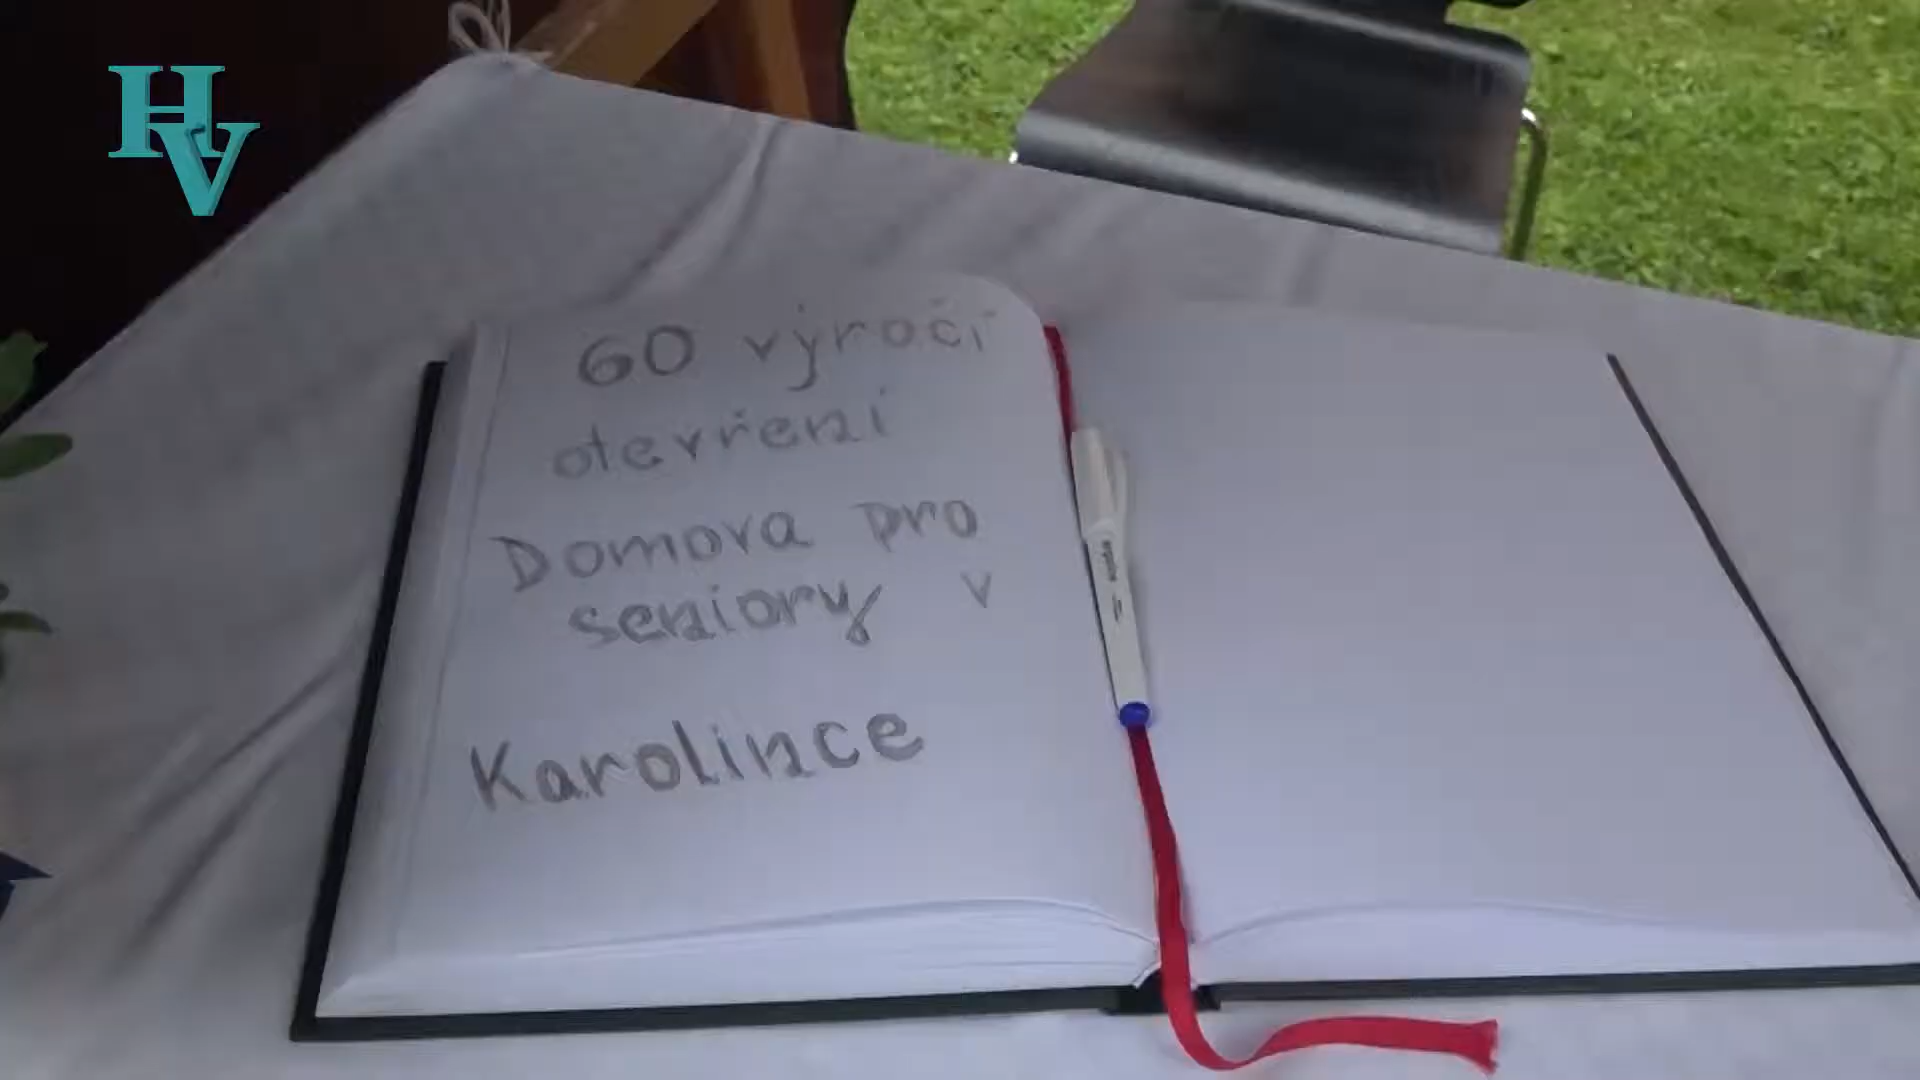 HV
60 výročí
otevření
Domova pro
seniory v
Karolince